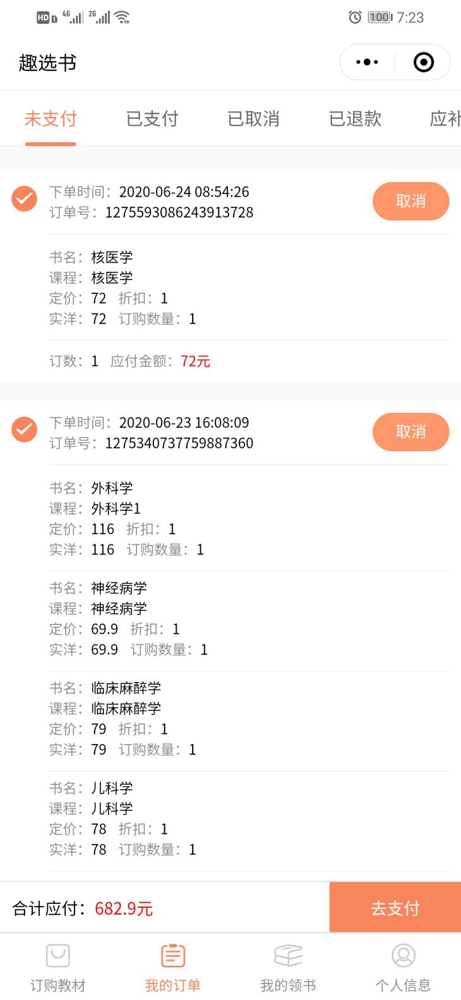 HD 1 4G 2G 100 7:23
趣选书
未支付 已支付 已取消 已退款 应补
下单时间：2020-06-24 08:54:26
订单号：1275593086243913728
取消
书名：核医学
课程：核医学
定价：72 折扣：1
实洋：72 订购数量：1
订数：1 应付金额：72元
下单时间：2020-06-23 16:08:09
订单号：1275340737759887360
取消
书名：外科学
课程：外科学1
定价：116 折扣：1
实洋：116 订购数量：1
书名：神经病学
课程：神经病学
定价：69.9 折扣：1
实洋：69.9 订购数量：1
书名：临床麻醉学
课程：临床麻醉学
定价：79 折扣：1
实洋：79 订购数量：1
书名：儿科学
课程：儿科学
定价：78 折扣：1
实洋：78 订购数量：1
合计应付：682.9元
去支付
订购教材 我的订单 我的领书 个人信息